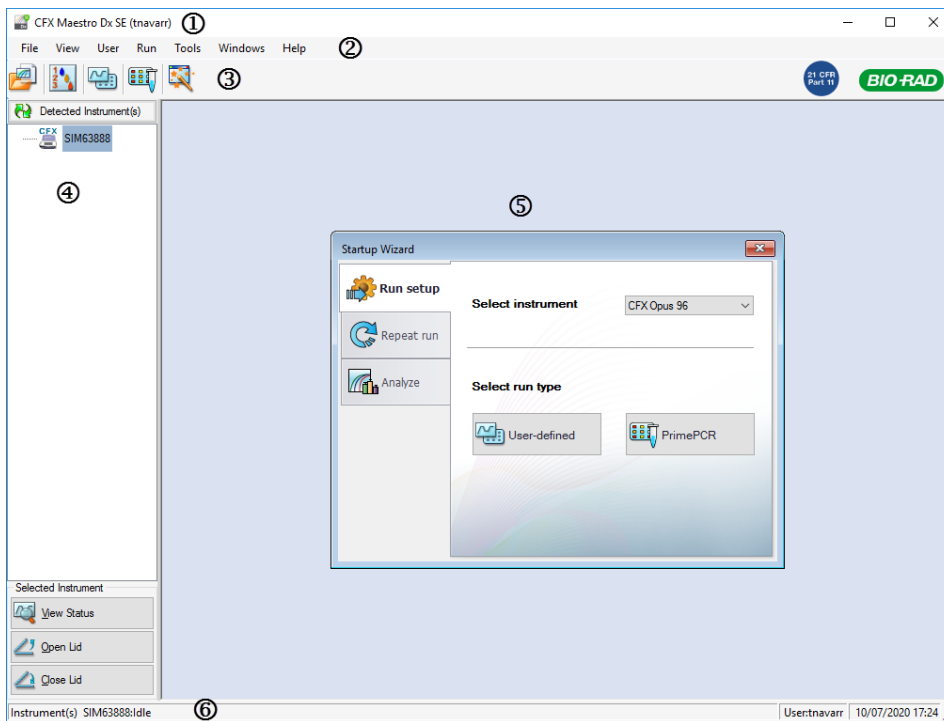 CFX Maestro Dx SE (tnavarr) ①
File View User Run Tools Windows Help ②
③
21 CFR
Part 11
BIO-RAD
Detected Instrument(s)
CFX
SIM63888
④
⑤
Startup Wizard
Run setup
Repeat run
Analyze
Select instrument CFX Opus 96
Select run type
User-defined PrimePCR
Selected Instrument
View Status
Open Lid
Close Lid
Instrument(s) SIM63888:Idle ⑥ User:tnavarr 10/07/2020 17:24